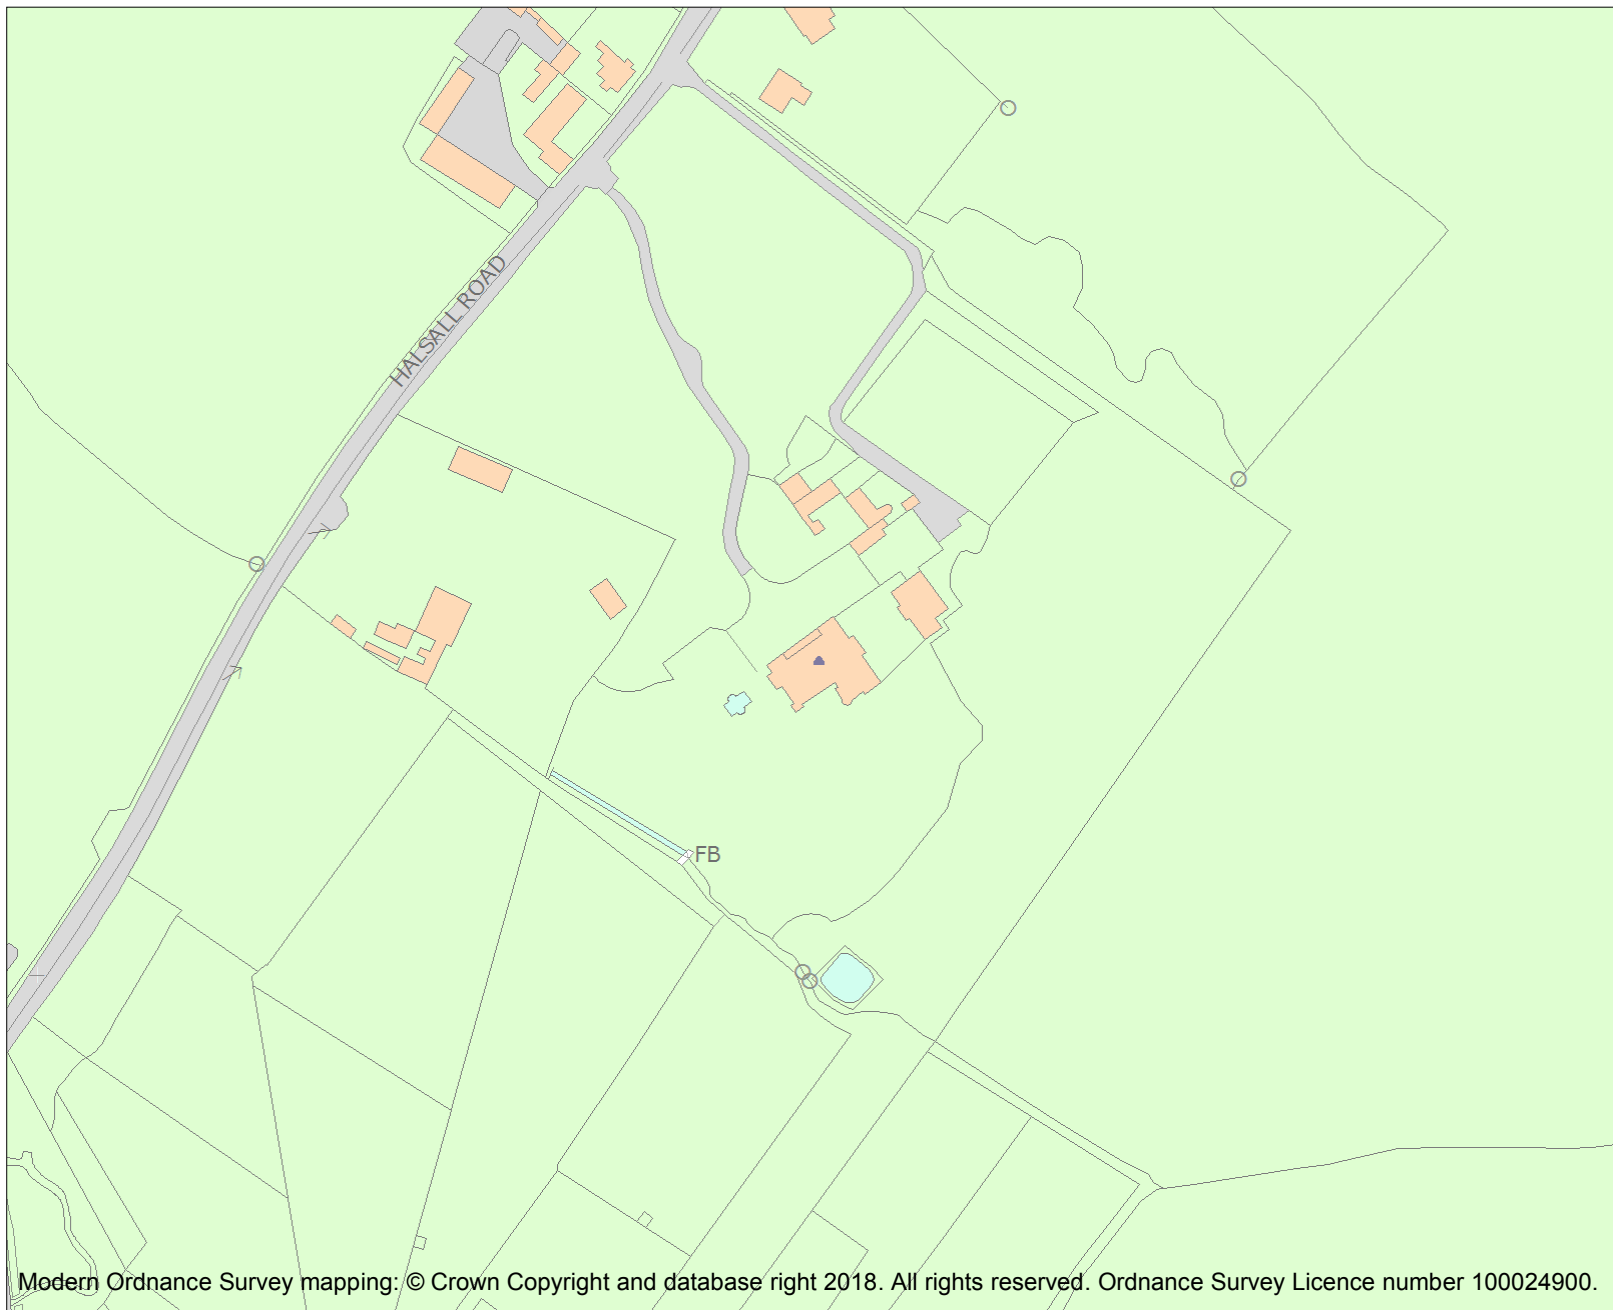 HALSALL ROAD
FB
Modern Ordnance Survey mapping: © Crown Copyright and database right 2018. All rights reserved. Ordnance Survey Licence number 100024900.